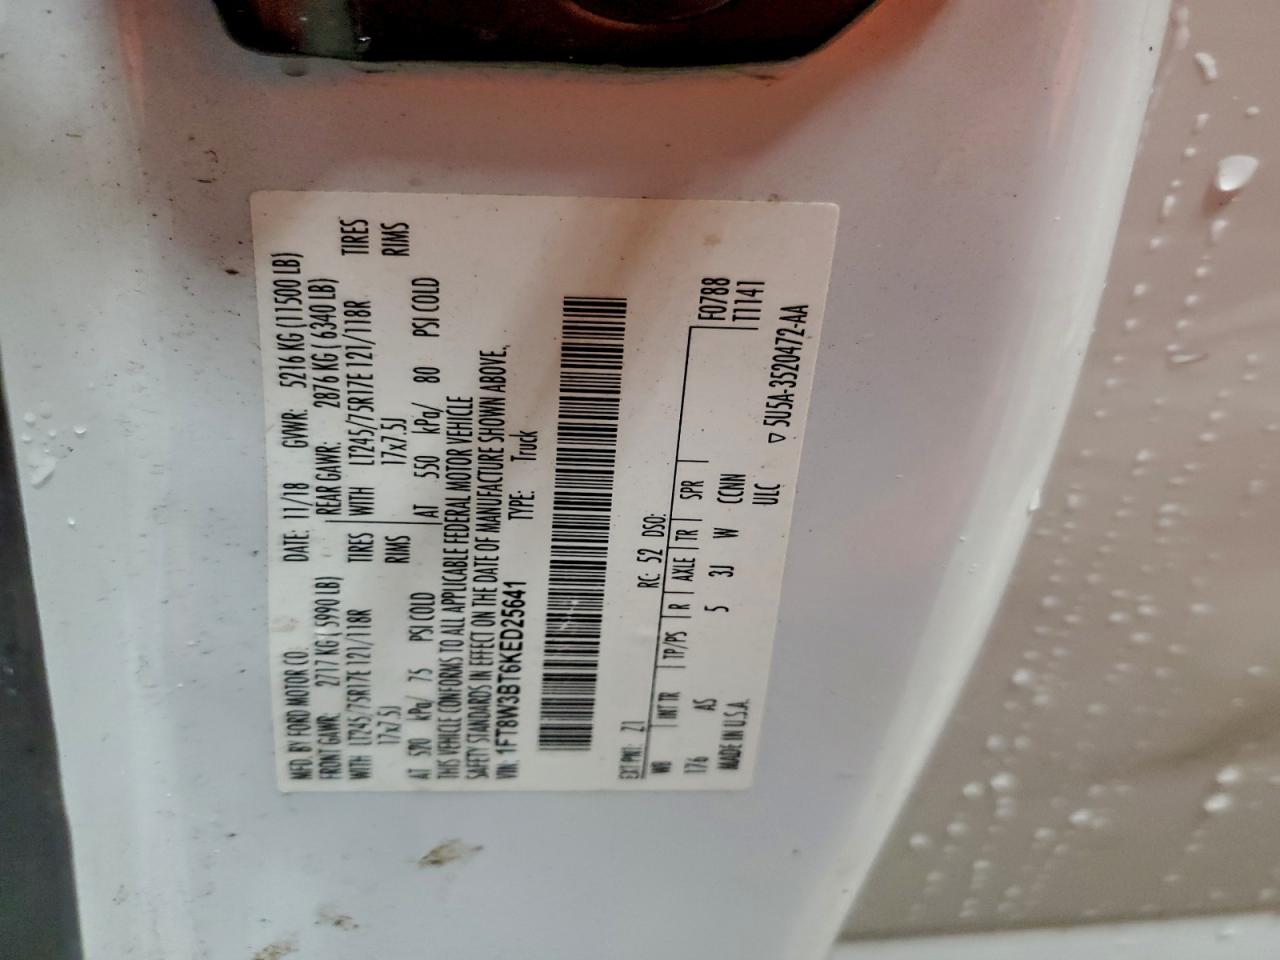 MFD. BY FORD MOTOR CO. DATE: 11/18 GVWR: 5216 KG (11500 LB)
FRONT GAWR: 2717 KG (5990 LB) REAR GAWR: 2876 KG (6340 LB)
WITH LT245/75R17E 121/118R TIRES WITH LT245/75R17E 121/118R TIRES
17x7.5J RIMS 17x7.5J RIMS
AT 520 kPa/ 75 PSI COLD AT 550 kPa/ 80 PSI COLD
THIS VEHICLE CONFORMS TO ALL APPLICABLE FEDERAL MOTOR VEHICLE
SAFETY STANDARDS IN EFFECT ON THE DATE OF MANUFACTURE SHOWN ABOVE.
VIN: 1FT8W3BT6KED25641 TYPE: Truck
EXT PNT: Z1 RC: 52 DSO: F0788
WB INT TR TP/PS R AXLE TR SPR T1141
176 AS 5 3J W CCNN
MADE IN U.S.A. ULC
▽ 5U5A-3520472-AA